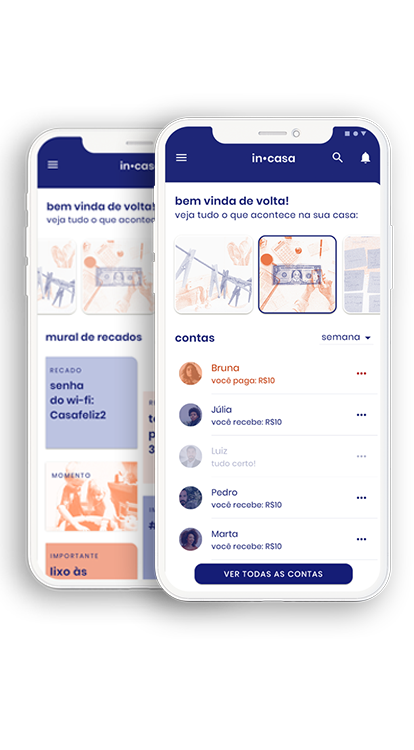 in•casa
bem vinda de volta!
veja tudo o que aconte
mural de recados
RECADO
senha
do wi-fi:
Casafeliz2
MOMENTO
IMPORTANTE
lixo às
in•casa
bem vinda de volta!
veja tudo o que acontece na sua casa:
contas
semana
Bruna
você paga: R$10
Júlia
você recebe: R$10
Luiz
tudo certo!
Pedro
você recebe: R$10
Marta
você recebe: R$10
VER TODAS AS CONTAS